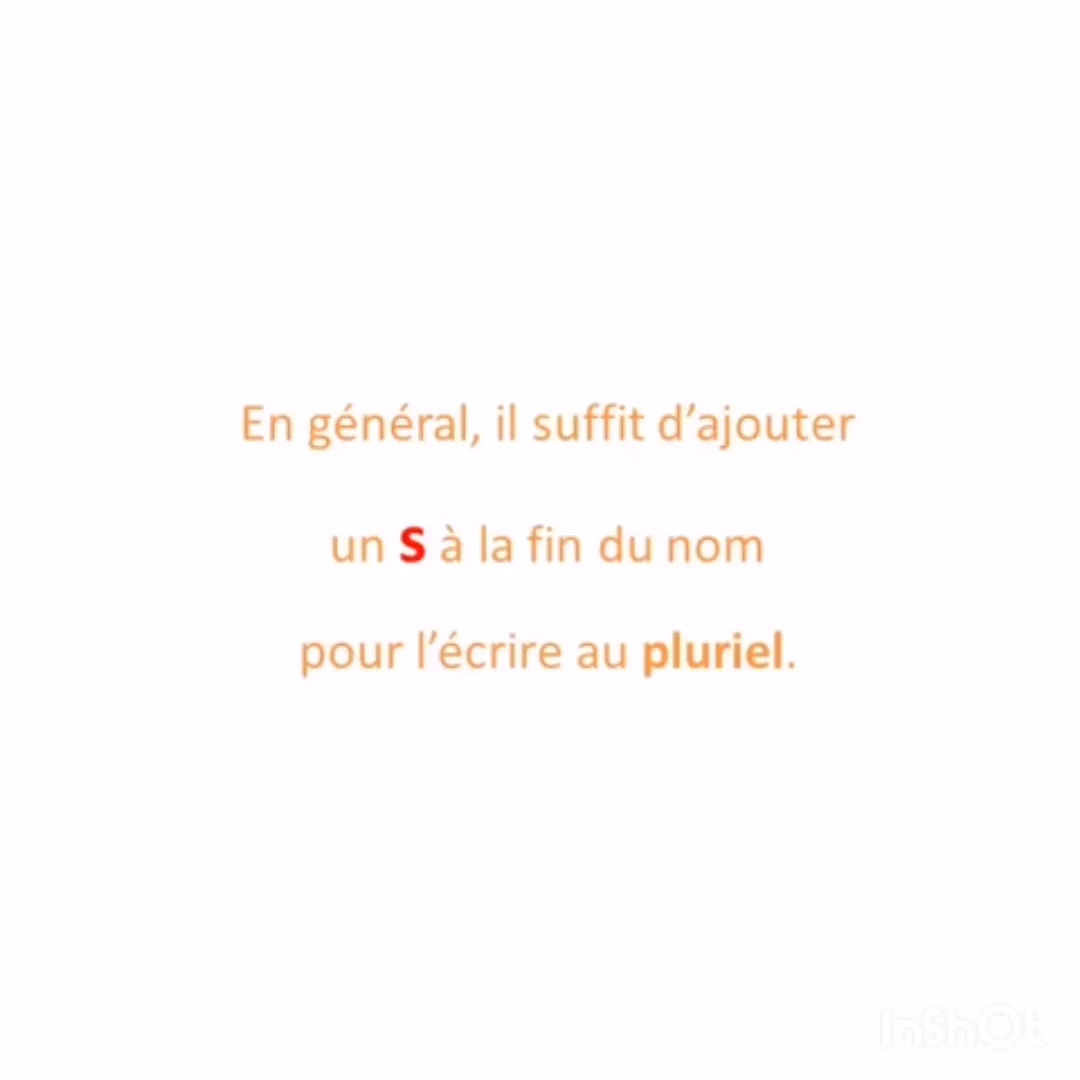 En général, il suffit d’ajouter
un S à la fin du nom
pour l’écrire au pluriel.
InShOt